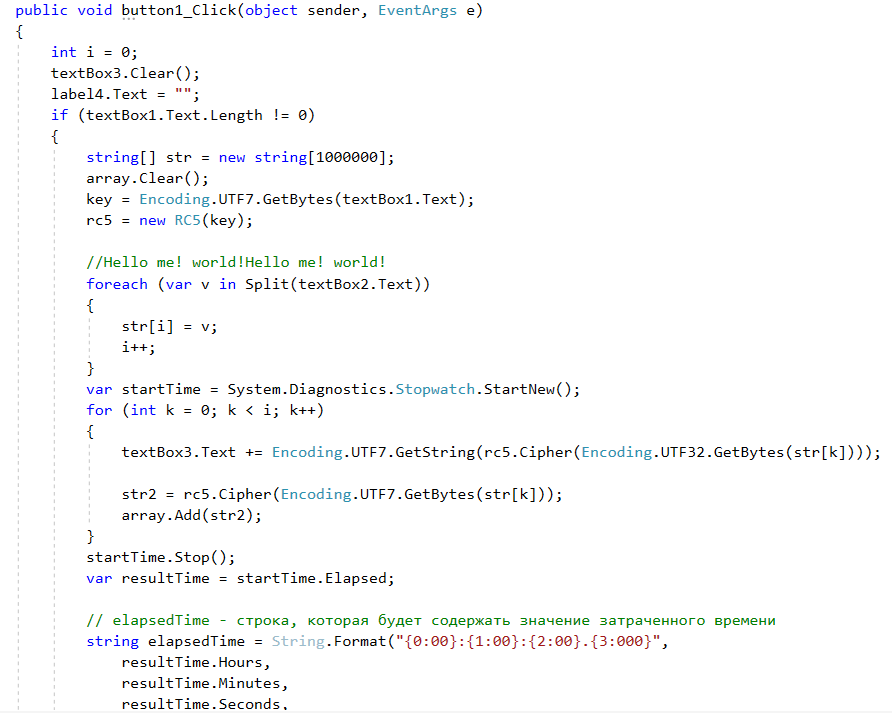 public void button1_Click(object sender, EventArgs e)
{
int i = 0;
textBox3.Clear();
label4.Text = "";
if (textBox1.Text.Length != 0)
{
string[] str = new string[1000000];
array.Clear();
key = Encoding.UTF7.GetBytes(textBox1.Text);
rc5 = new RC5(key);
//Hello me! world!Hello me! world!
foreach (var v in Split(textBox2.Text))
{
str[i] = v;
i++;
}
var startTime = System.Diagnostics.Stopwatch.StartNew();
for (int k = 0; k < i; k++)
{
textBox3.Text += Encoding.UTF7.GetString(rc5.Cipher(Encoding.UTF32.GetBytes(str[k])));
str2 = rc5.Cipher(Encoding.UTF7.GetBytes(str[k]));
array.Add(str2);
}
startTime.Stop();
var resultTime = startTime.Elapsed;
// elapsedTime - строка, которая будет содержать значение затраченного времени
string elapsedTime = String.Format("{0:00}:{1:00}:{2:00}.{3:000}",
resultTime.Hours,
resultTime.Minutes,
resultTime.Seconds,